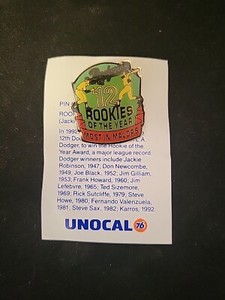 ROOKIES
OF THE YEAR
MOST IN MAJORS
PIN
ROO
(Jacki
In 1992
12th Do
Dodger, to win the Rookie of the
Year Award, a major league record.
Dodger winners include Jackie
Robinson, 1947; Don Newcombe,
1949; Joe Black, 1952; Jim Gilliam,
1953; Frank Howard, 1960; Jim
Lefebvre, 1965; Ted Sizemore,
1969; Rick Sutcliffe, 1979; Steve
Howe, 1980; Fernando Valenzuela,
1981; Steve Sax, 1982; Karros, 1992.
UNOCAL 76